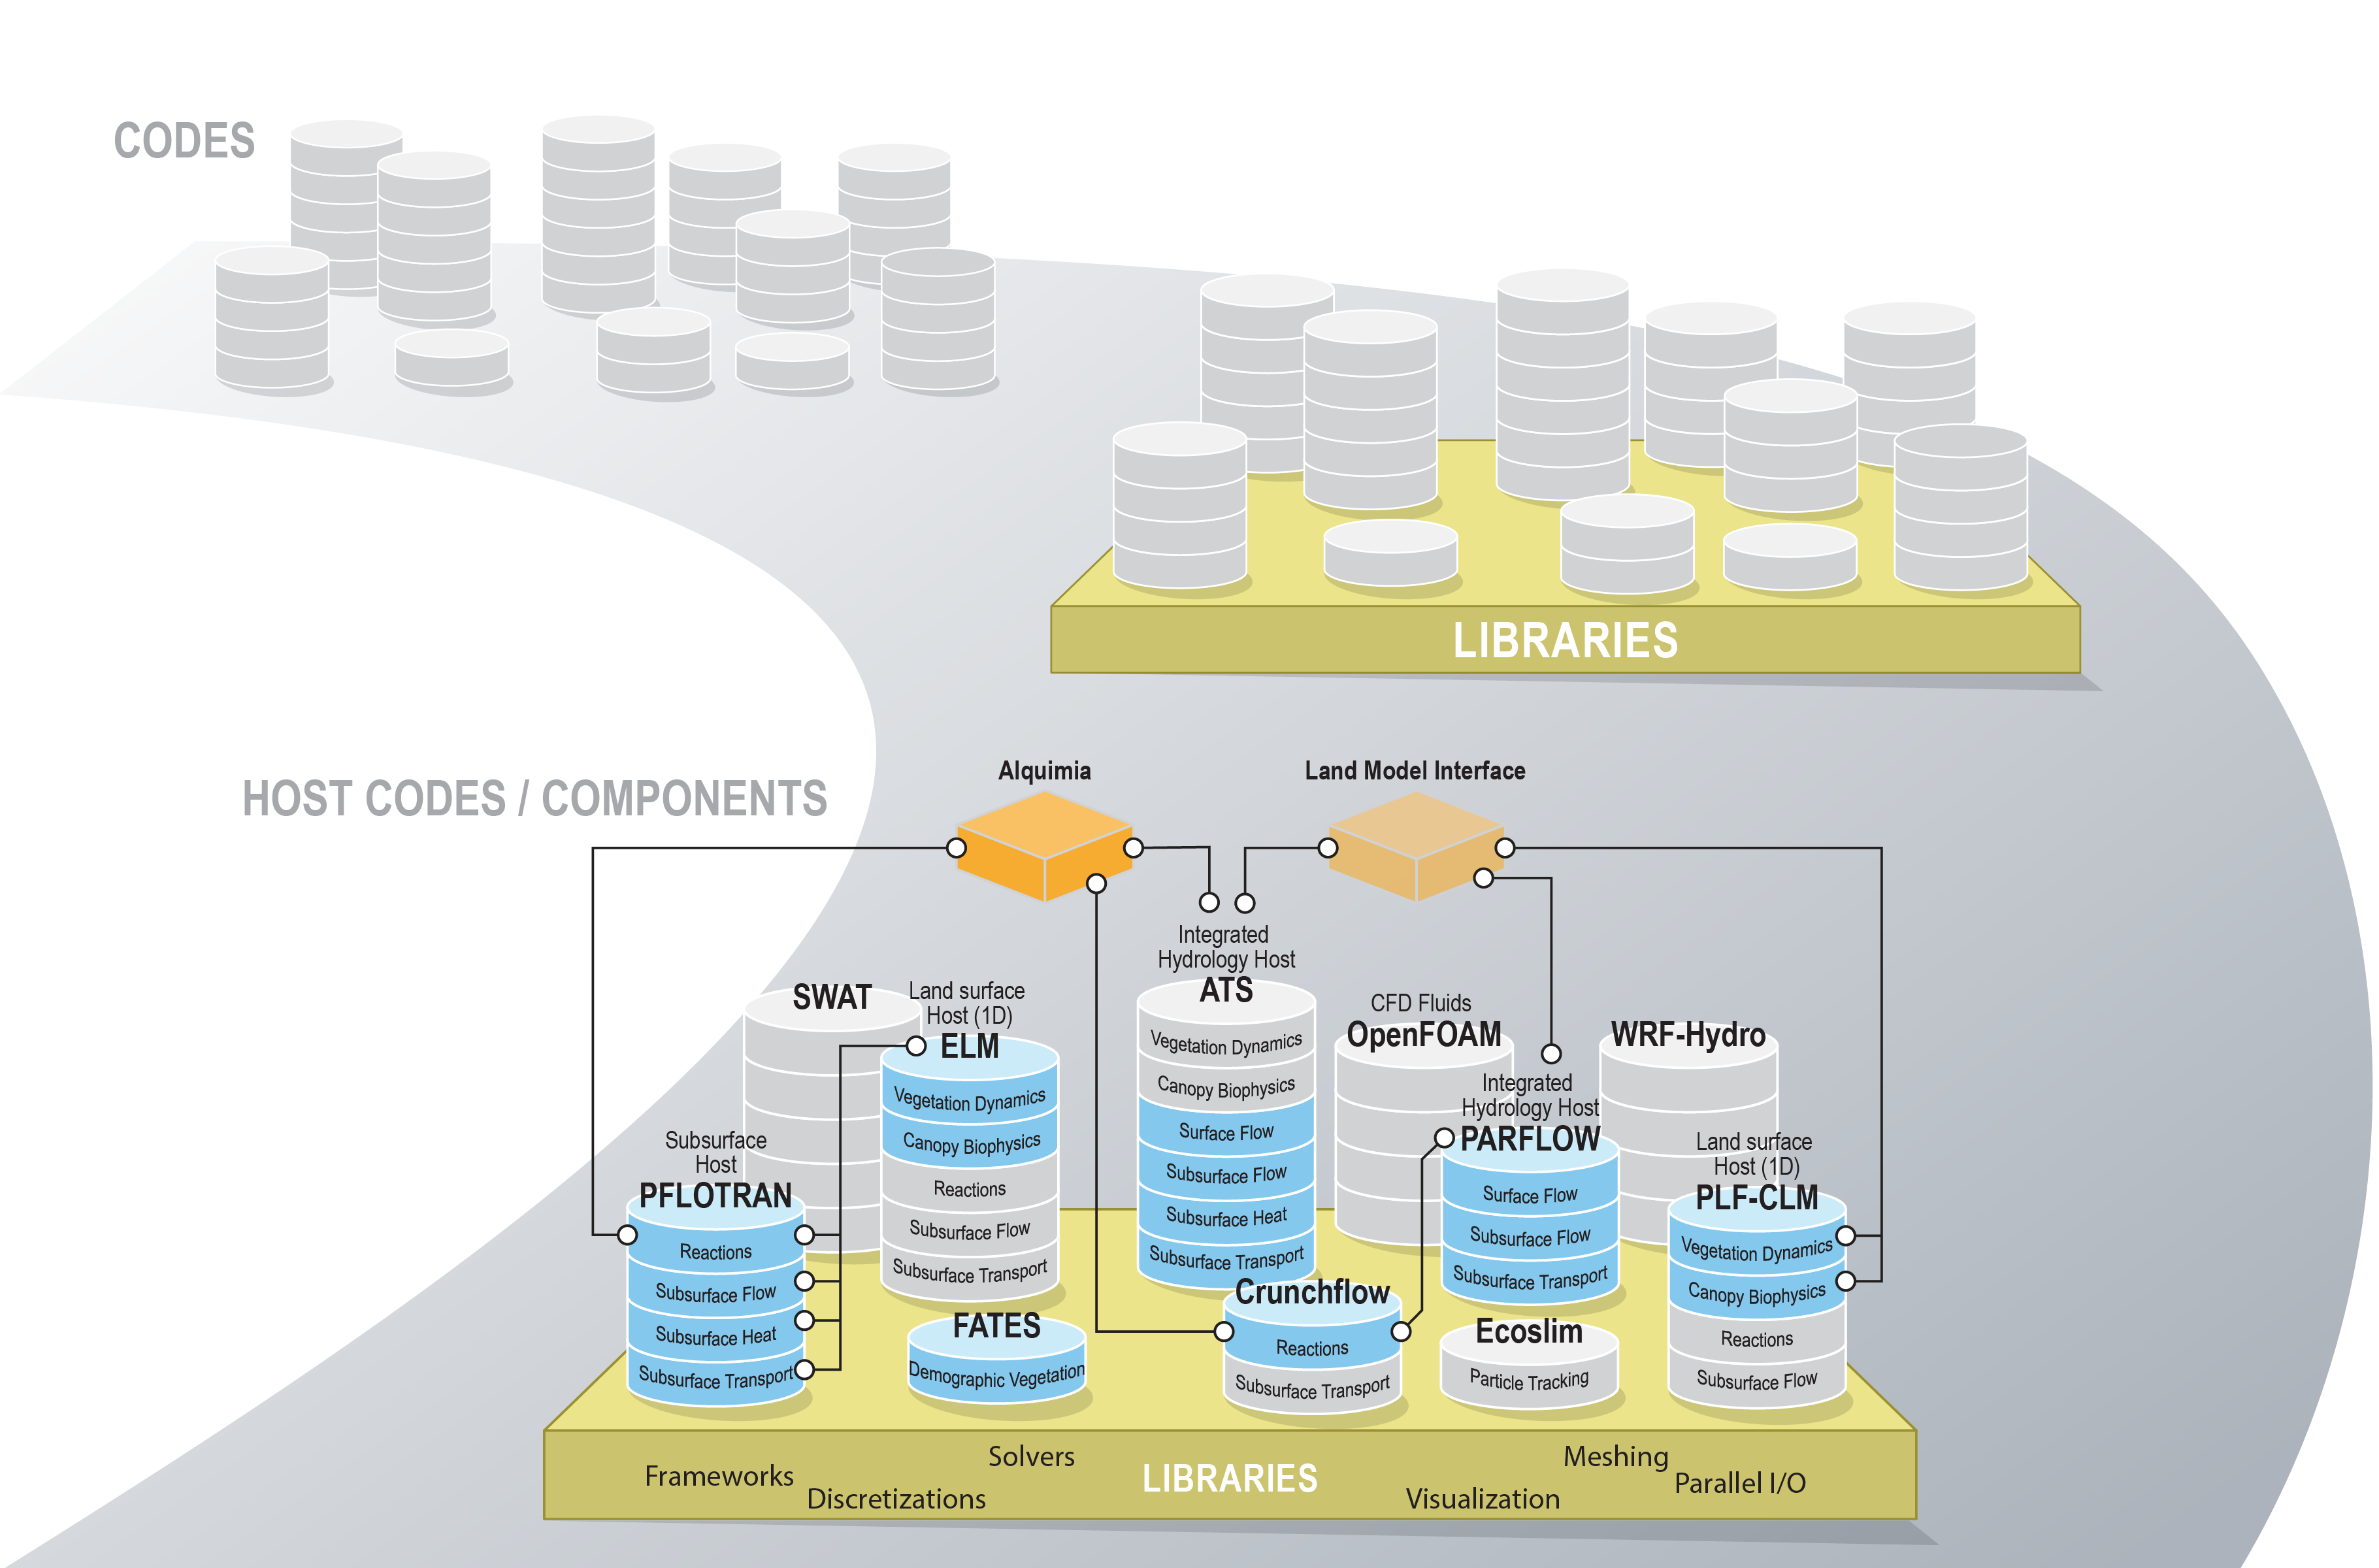 CODES
LIBRARIES
HOST CODES / COMPONENTS
Alquimia
Land Model Interface
Integrated
Hydrology Host
ATS
Vegetation Dynamics
Canopy Biophysics
Surface Flow
Subsurface Flow
Subsurface Heat
Subsurface Transport
SWAT
Land surface
Host (1D)
ELM
Vegetation Dynamics
Canopy Biophysics
Reactions
Subsurface Flow
Subsurface Transport
CFD Fluids
OpenFOAM
WRF-Hydro
Integrated
Hydrology Host
PARFLOW
Surface Flow
Subsurface Flow
Subsurface Transport
Subsurface
Host
PFLOTRAN
Reactions
Subsurface Flow
Subsurface Heat
Subsurface Transport
Land surface
Host (1D)
PLF-CLM
Vegetation Dynamics
Canopy Biophysics
Reactions
Subsurface Flow
FATES
Demographic Vegetation
Crunchflow
Reactions
Subsurface Transport
Ecoslim
Particle Tracking
Frameworks
Discretizations
Solvers
LIBRARIES
Visualization
Meshing
Parallel I/O